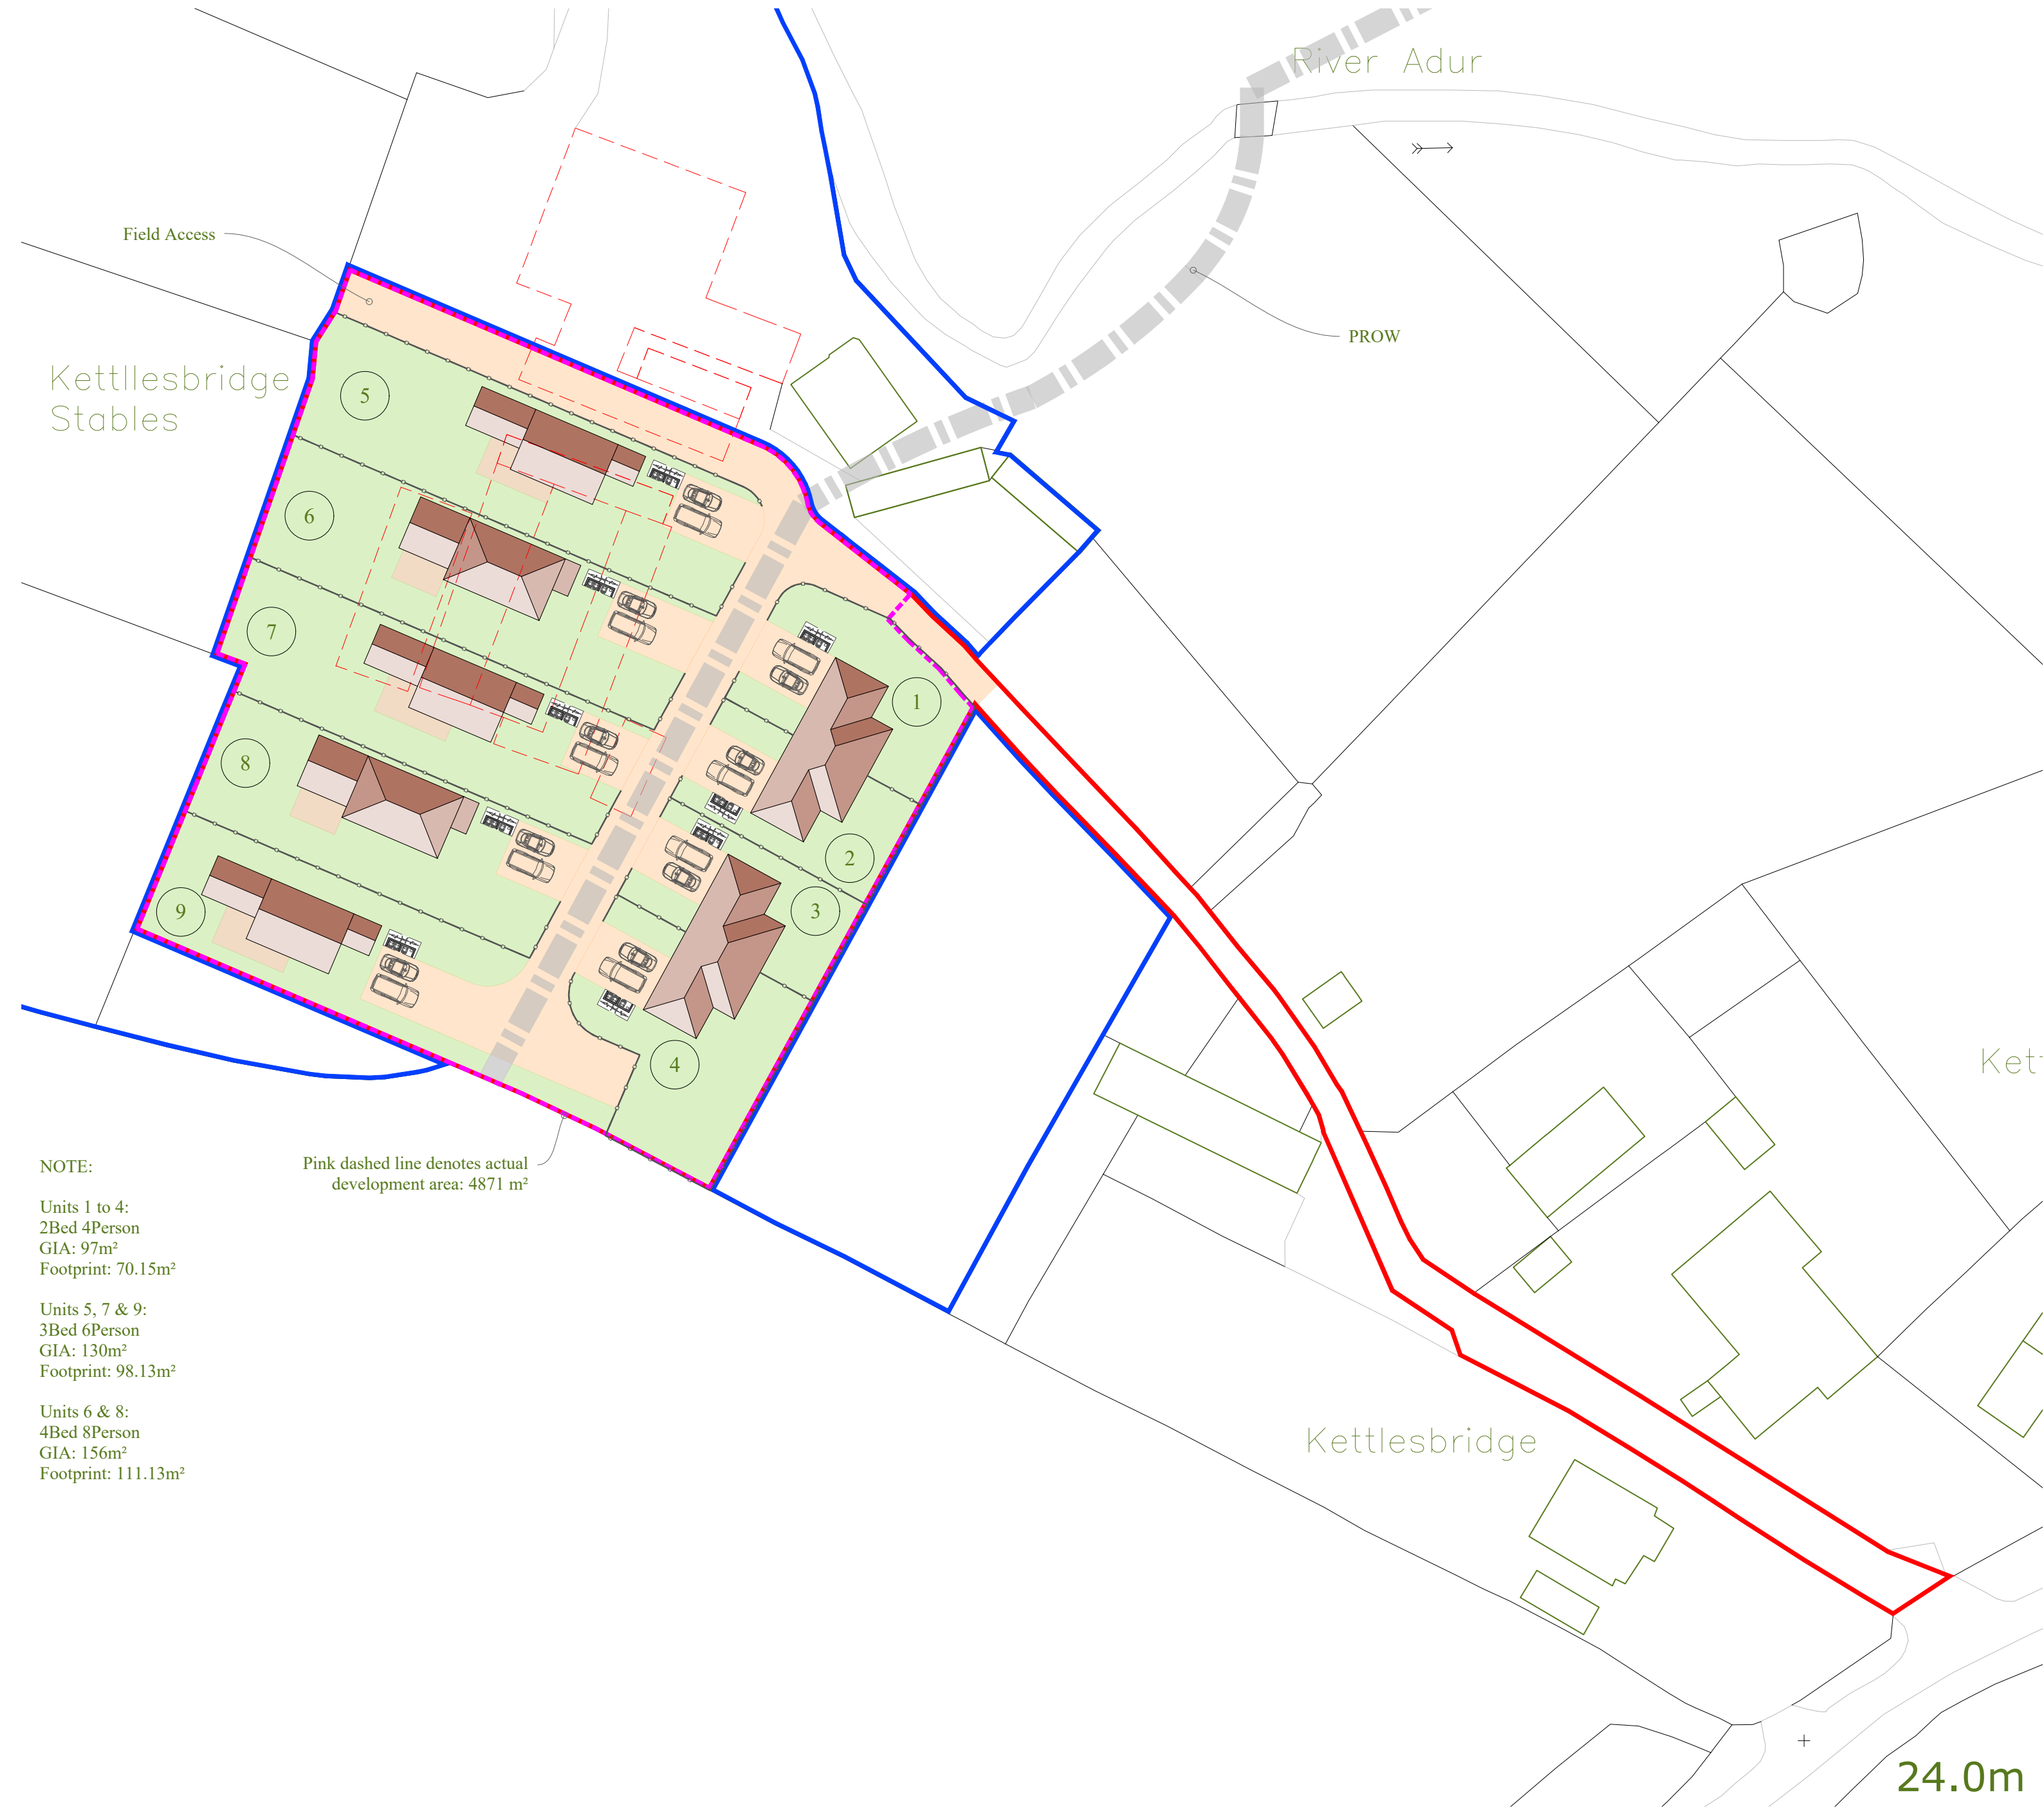 River Adur
Field Access
PROW
Kettllesbridge
Stables
5
6
7
8
9
1
2
3
4
Pink dashed line denotes actual
development area: 4871 m²
NOTE:
Units 1 to 4:
2Bed 4Person
GIA: 97m²
Footprint: 70.15m²
Units 5, 7 & 9:
3Bed 6Person
GIA: 130m²
Footprint: 98.13m²
Units 6 & 8:
4Bed 8Person
GIA: 156m²
Footprint: 111.13m²
Ket
Kettlesbridge
24.0m